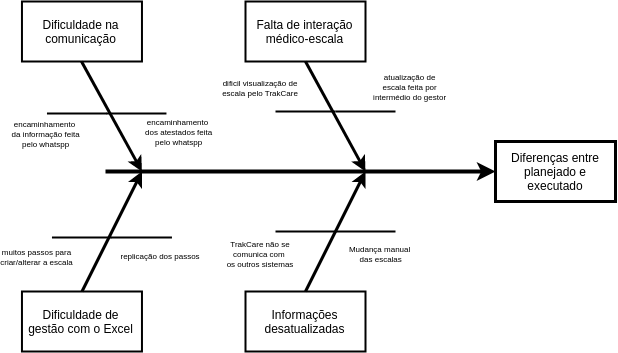 Dificuldade na
comunicação
Falta de interação
médico-escala
encaminhamento
da informação feita
pelo whatspp
encaminhamento
dos atestados feita
pelo whatspp
dificil visualização de
escala pelo TrakCare
atualização de
escala feita por
intermédio do gestor
Diferenças entre
planejado e
executado
muitos passos para
criar/alterar a escala
replicação dos passos
TrakCare não se
comunica com
os outros sistemas
Mudança manual
das escalas
Dificuldade de
gestão com o Excel
Informações
desatualizadas